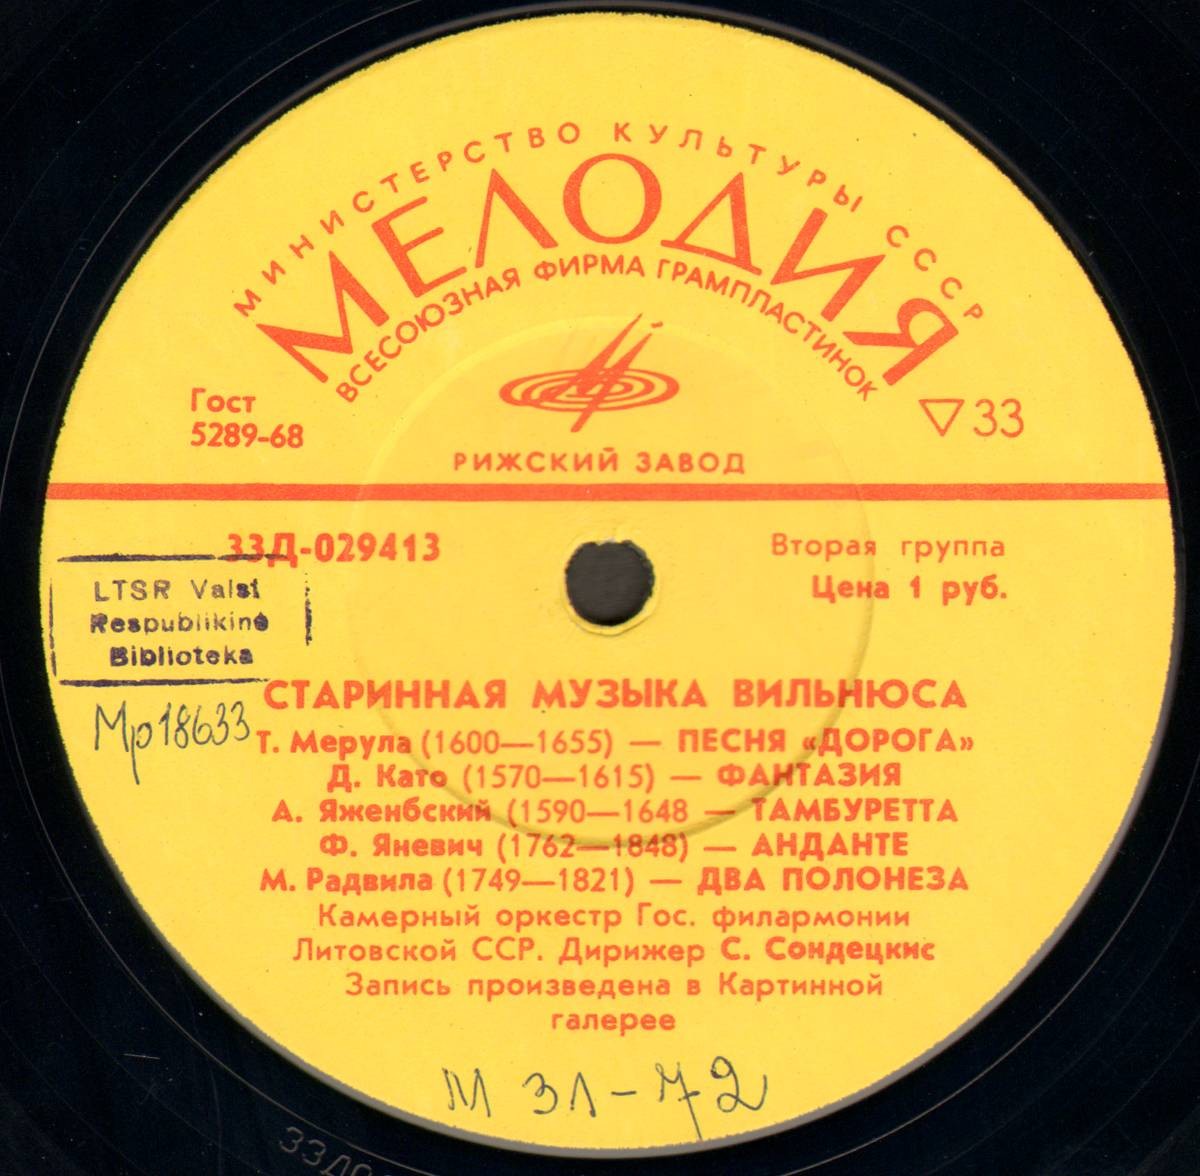 МИНИСТЕРСТВО КУЛЬТУРЫ СССР
МЕЛОДИЯ
ВСЕСОЮЗНАЯ ФИРМА ГРАМПЛАСТИНОК
Гост
5289-68
▽33
РИЖСКИЙ ЗАВОД
33Д-029413
Вторая группа
Цена 1 руб.
LTSR Valst
Respublikinė
Biblioteka
Mp18633
СТАРИННАЯ МУЗЫКА ВИЛЬНЮСА
Т. Мерула (1600—1655) — ПЕСНЯ «ДОРОГА»
Д. Като (1570—1615) — ФАНТАЗИЯ
А. Яженбский (1590—1648 — ТАМБУРЕТТА
Ф. Яневич (1762—1848) — АНДАНТЕ
М. Радвила (1749—1821) — ДВА ПОЛОНЕЗА
Камерный оркестр Гос. филармонии
Литовской ССР. Дирижер С. Сондецкис
Запись произведена в Картинной
галерее
М ЗЛ-72